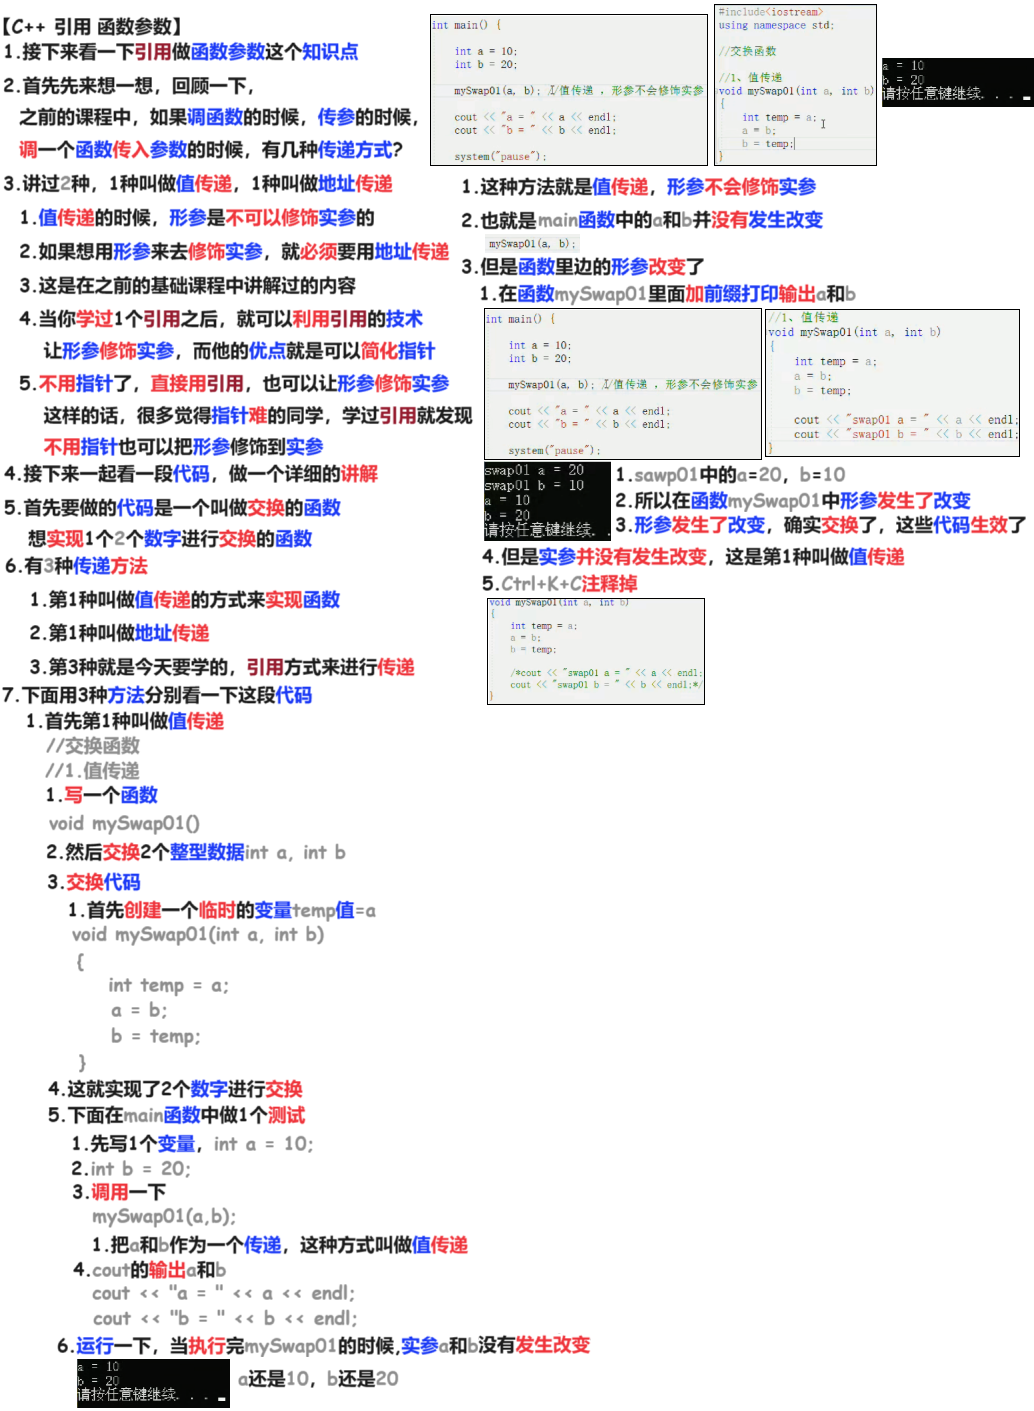 【C++ 引用 函数参数】
1.接下来看一下引用做函数参数这个知识点
2.首先先来想一想，回顾一下，
之前的课程中，如果调函数的时候，传参的时候，
调一个函数传入参数的时候，有几种传递方式?
3.讲过2种，1种叫做值传递，1种叫做地址传递
1.值传递的时候，形参是不可以修饰实参的
2.如果想用形参来去修饰实参，就必须要用地址传递
3.这是在之前的基础课程中讲解过的内容
4.当你学过1个引用之后，就可以利用引用的技术
让形参修饰实参，而他的优点就是可以简化指针
5.不用指针了，直接用引用，也可以让形参修饰实参
这样的话，很多觉得指针难的同学，学过引用就发现
不用指针也可以把形参修饰到实参
4.接下来一起看一段代码，做一个详细的讲解
5.首先要做的代码是一个叫做交换的函数
想实现1个2个数字进行交换的函数
6.有3种传递方法
1.第1种叫做值传递的方式来实现函数
2.第1种叫做地址传递
3.第3种就是今天要学的，引用方式来进行传递
7.下面用3种方法分别看一下这段代码
1.首先第1种叫做值传递
//交换函数
//1.值传递
1.写一个函数
void mySwap01()
2.然后交换2个整型数据int a, int b
3.交换代码
1.首先创建一个临时的变量temp值=a
void mySwap01(int a, int b)
{
int temp = a;
a = b;
b = temp;
}
4.这就实现了2个数字进行交换
5.下面在main函数中做1个测试
1.先写1个变量，int a = 10;
2.int b = 20;
3.调用一下
mySwap01(a,b);
1.把a和b作为一个传递，这种方式叫做值传递
4.cout的输出a和b
cout << "a = " << a << endl;
cout << "b = " << b << endl;
6.运行一下，当执行完mySwap01的时候,实参a和b没有发生改变
a = 10
b = 20
请按任意键继续. . .
a还是10，b还是20
int main() {
int a = 10;
int b = 20;
mySwap01(a, b); //值传递 ，形参不会修饰实参
cout << "a = " << a << endl;
cout << "b = " << b << endl;
system("pause");
#include<iostream>
using namespace std;
//交换函数
//1、值传递
void mySwap01(int a, int b)
{
int temp = a;
a = b;
b = temp;
}
a = 10
b = 20
请按任意键继续. . .
1.这种方法就是值传递，形参不会修饰实参
2.也就是main函数中的a和b并没有发生改变
mySwap01(a, b);
3.但是函数里边的形参改变了
1.在函数mySwap01里面加前缀打印输出a和b
int main() {
int a = 10;
int b = 20;
mySwap01(a, b); //值传递 ，形参不会修饰实参
cout << "a = " << a << endl;
cout << "b = " << b << endl;
system("pause");
//1、值传递
void mySwap01(int a, int b)
{
int temp = a;
a = b;
b = temp;
cout << "swap01 a = " << a << endl;
cout << "swap01 b = " << b << endl;
}
swap01 a = 20
swap01 b = 10
a = 10
b = 20
请按任意键继续. .
1.sawp01中的a=20，b=10
2.所以在函数mySwap01中形参发生了改变
3.形参发生了改变，确实交换了，这些代码生效了
4.但是实参并没有发生改变，这是第1种叫做值传递
5.Ctrl+K+C注释掉
void mySwap01(int a, int b)
{
int temp = a;
a = b;
b = temp;
/*cout << "swap01 a = " << a << endl;
cout << "swap01 b = " << b << endl;*/
}